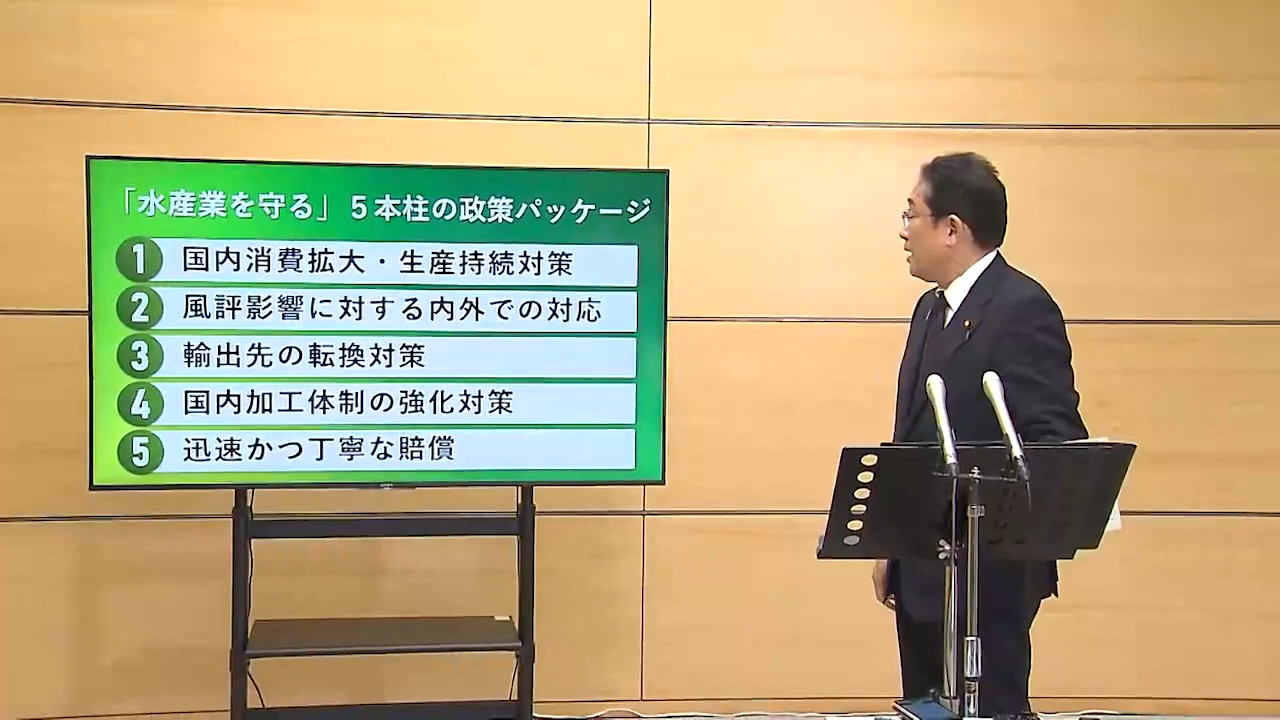 「水産業を守る」5本柱の政策パッケージ
1 国内消費拡大・生産持続対策
2 風評影響に対する内外での対応
3 輸出先の転換対策
4 国内加工体制の強化対策
5 迅速かつ丁寧な賠償